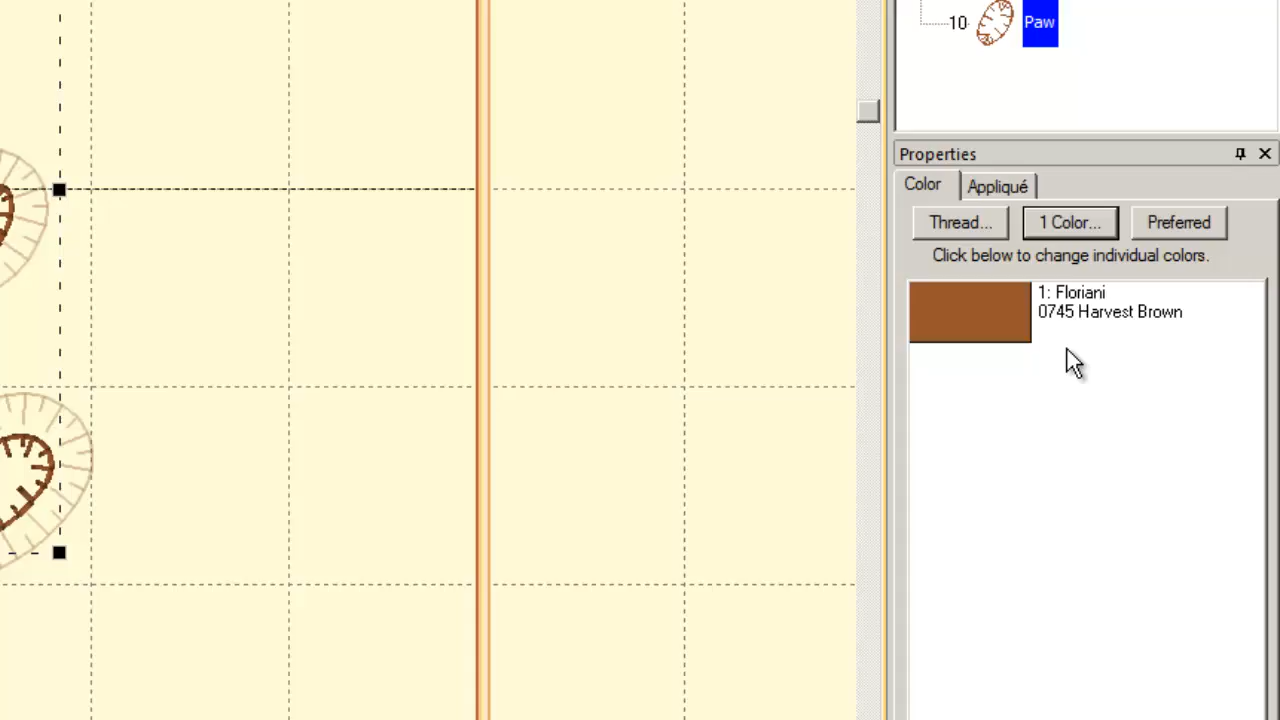 10
Paw
Properties
Color
Appliqué
Thread...
1 Color...
Preferred
Click below to change individual colors.
1: Floriani
0745 Harvest Brown